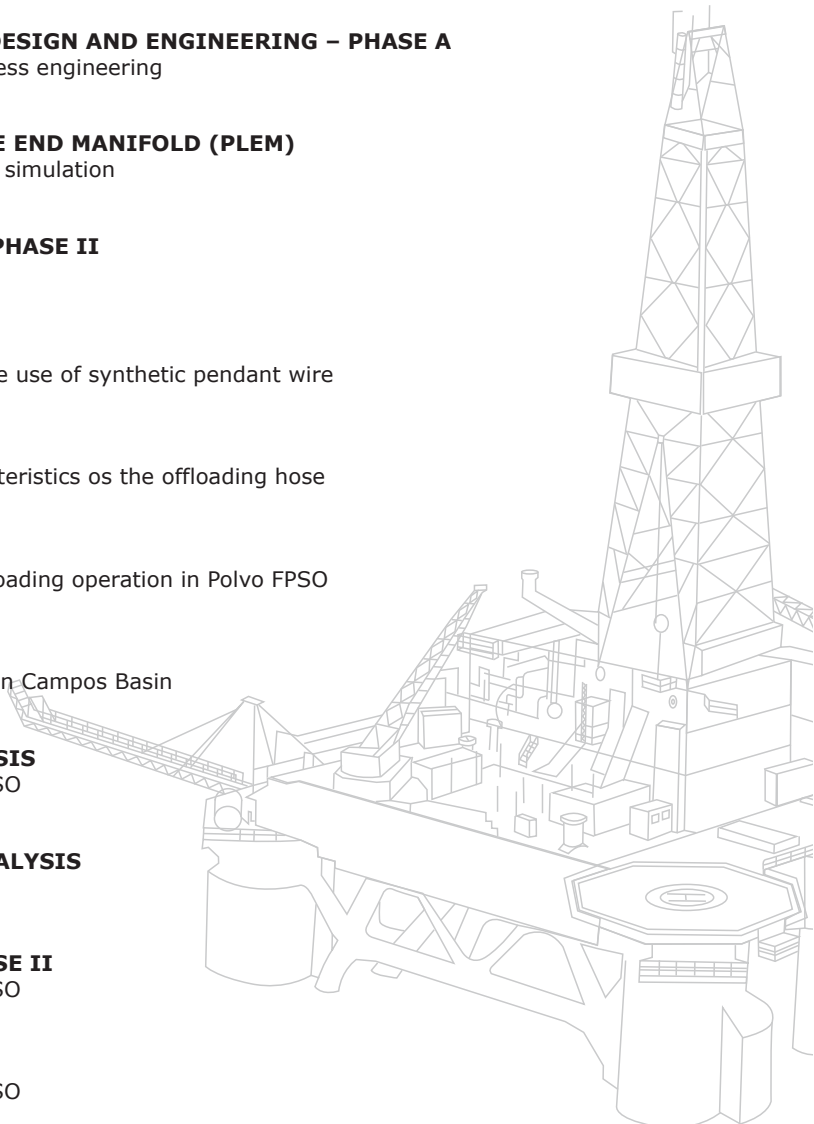 DESIGN AND ENGINEERING – PHASE A
ess engineering
E END MANIFOLD (PLEM)
simulation
PHASE II
e use of synthetic pendant wire
teristics os the offloading hose
oading operation in Polvo FPSO
n Campos Basin
SIS
SO
ALYSIS
SE II
SO
SO